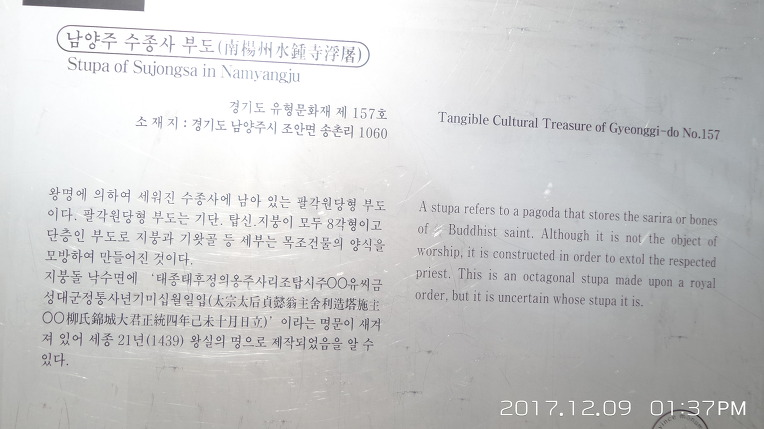 남양주 수종사 부도(南楊州水鍾寺浮屠)
Stupa of Sujongsa in Namyangju
경기도 유형문화재 제 157호
소 재 지 : 경기도 남양주시 조안면 송촌리 1060
왕명에 의하여 세워진 수종사에 남아 있는 팔각원당형 부도
이다. 팔각원당형 부도는 기단. 탑신.지붕이 모두 8각형이고
단층인 부도로 지붕과 기왓골 등 세부는 목조건물의 양식을
모방하여 만들어진 것이다.
지붕돌 낙수면에 ‘태종태후정의옹주사리조탑시주○○유씨금
성대군정통사년기미십월일입(太宗太后貞懿翁主舍利造塔施主
○○柳氏錦城大君正統四年己未十月日立)’ 이라는 명문이 새겨
져 있어 세종 21년(1439) 왕실의 명으로 제작되었음을 알 수
있다.
Tangible Cultural Treasure of Gyeonggi-do No.157
A stupa refers to a pagoda that stores the sarira or bones
of Buddhist saint. Although it is not the object of
worship, it is constructed in order to extol the respected
priest. This is an octagonal stupa made upon a royal
order, but it is uncertain whose stupa it is.
2017.12.09 01:37PM